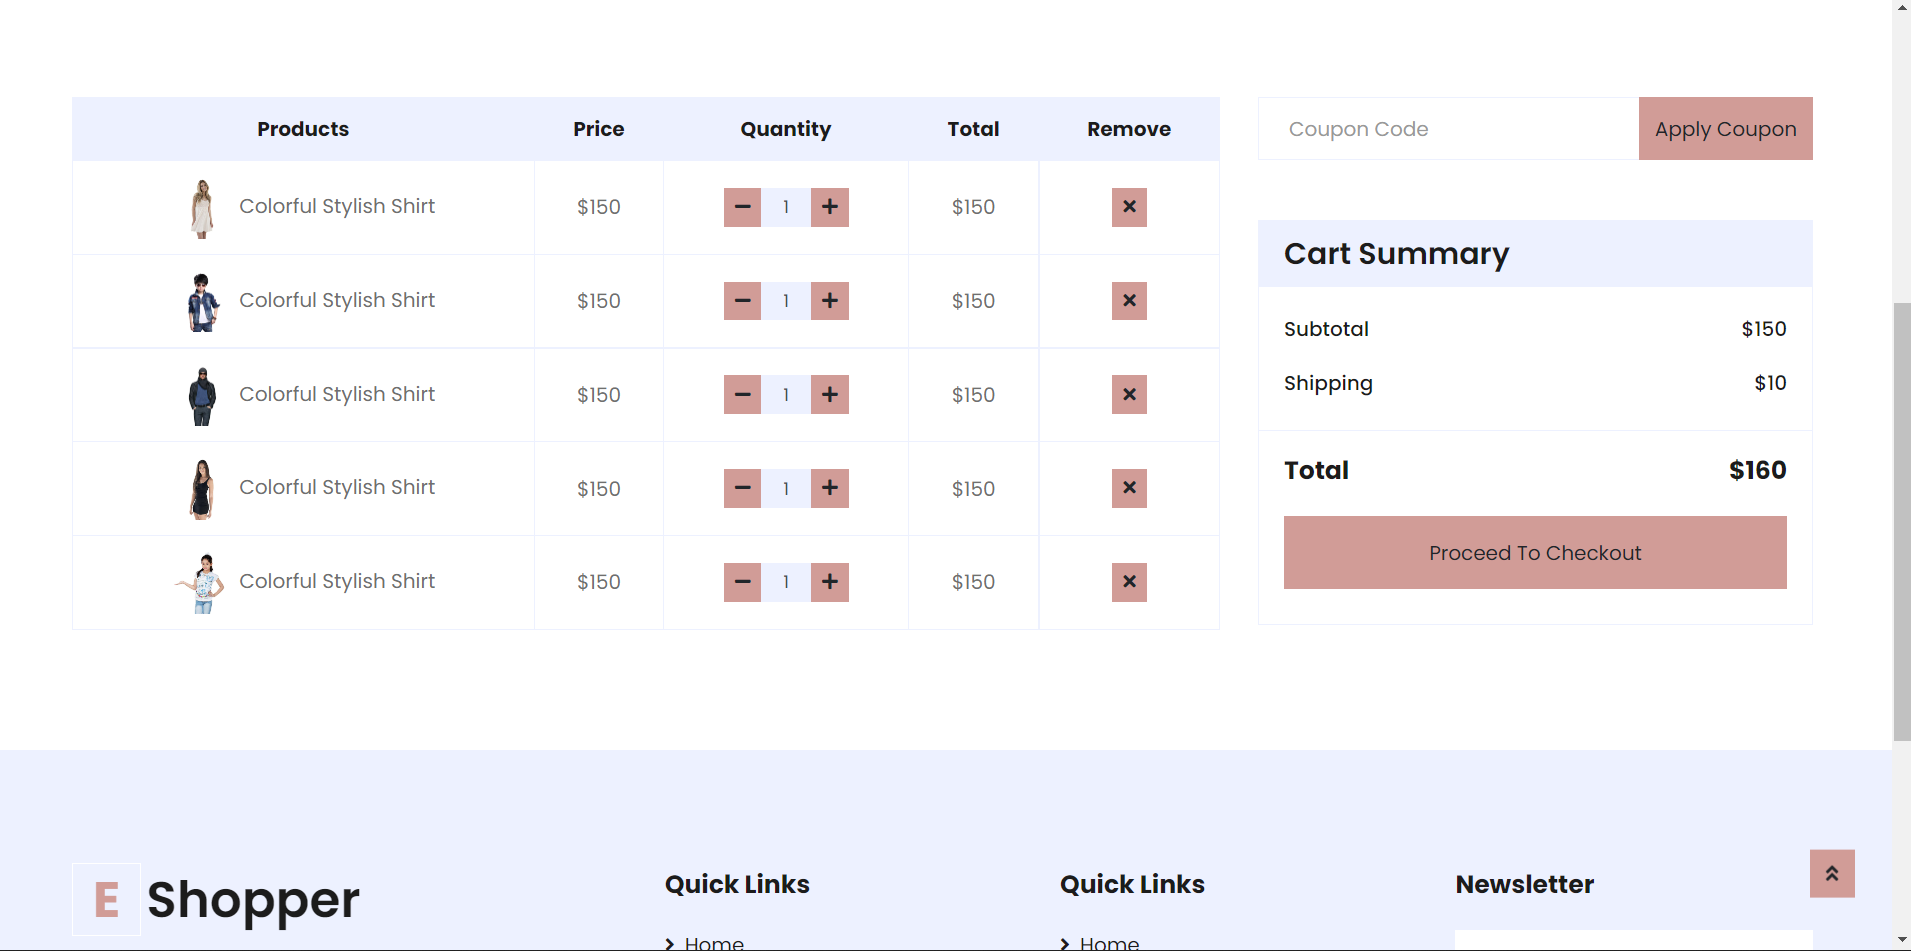 Products Price Quantity Total Remove
Colorful Stylish Shirt $150 1 $150
Colorful Stylish Shirt $150 1 $150
Colorful Stylish Shirt $150 1 $150
Colorful Stylish Shirt $150 1 $150
Colorful Stylish Shirt $150 1 $150
Coupon Code Apply Coupon
Cart Summary
Subtotal $150
Shipping $10
Total $160
Proceed To Checkout
E Shopper
Quick Links
Home
Quick Links
Home
Newsletter